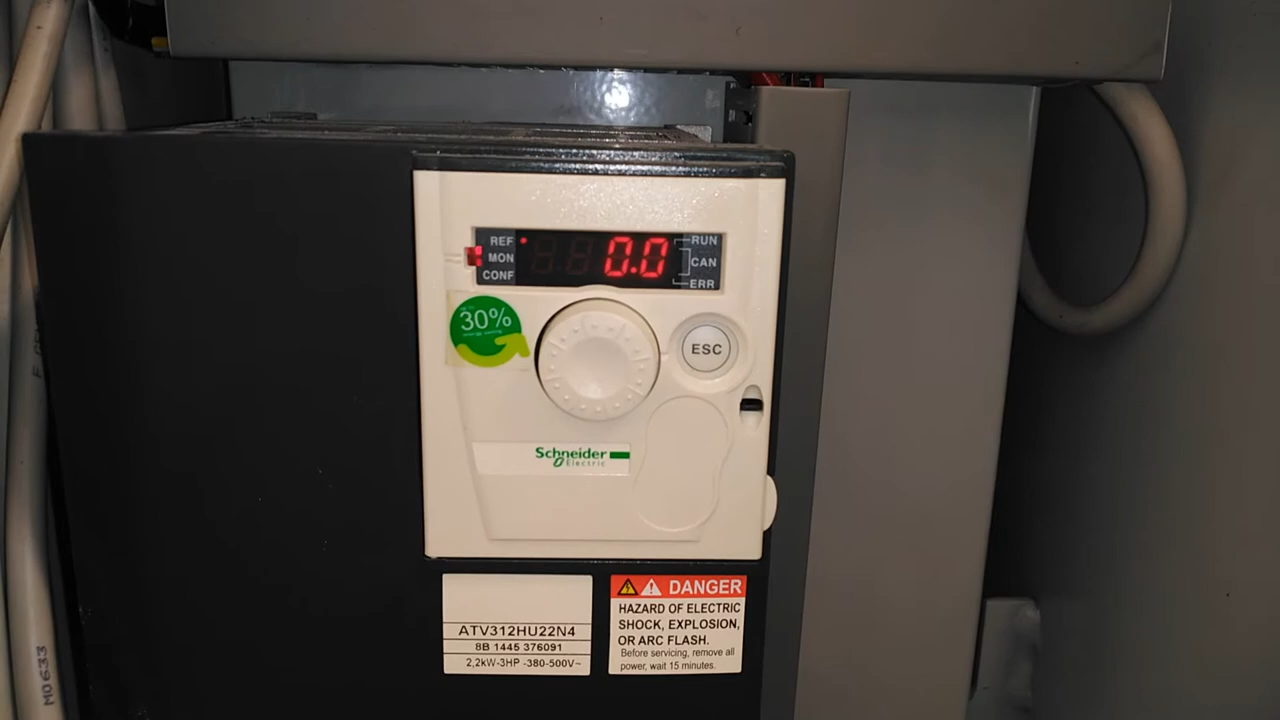 REF
MON
CONF
0.0
RUN
CAN
ERR
30%
ESC
Schneider
Electric
ATV312HU22N4
8B 1445 376091
2,2kW-3HP -380-500V~
DANGER
HAZARD OF ELECTRIC
SHOCK, EXPLOSION,
OR ARC FLASH.
Before servicing, remove all
power, wait 15 minutes.
M0633